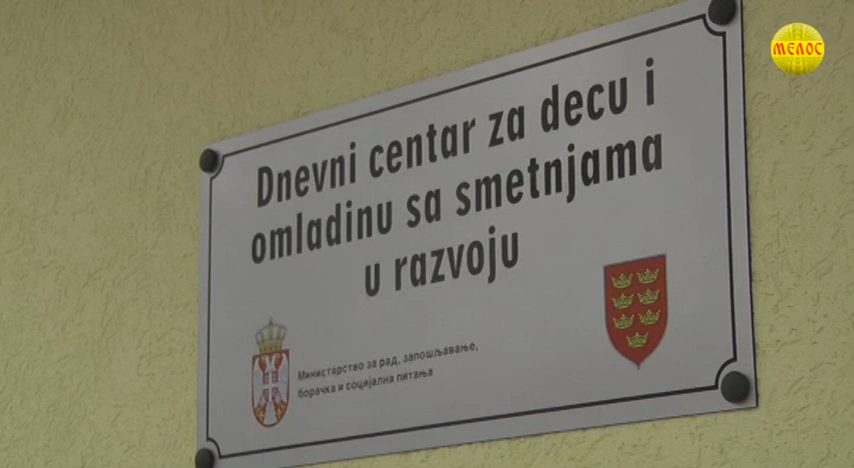 МЕЛОС
Dnevni centar za decu i
omladinu sa smetnjama
u razvoju
Министарство за рад, запошљавање,
борачка и социјална питања